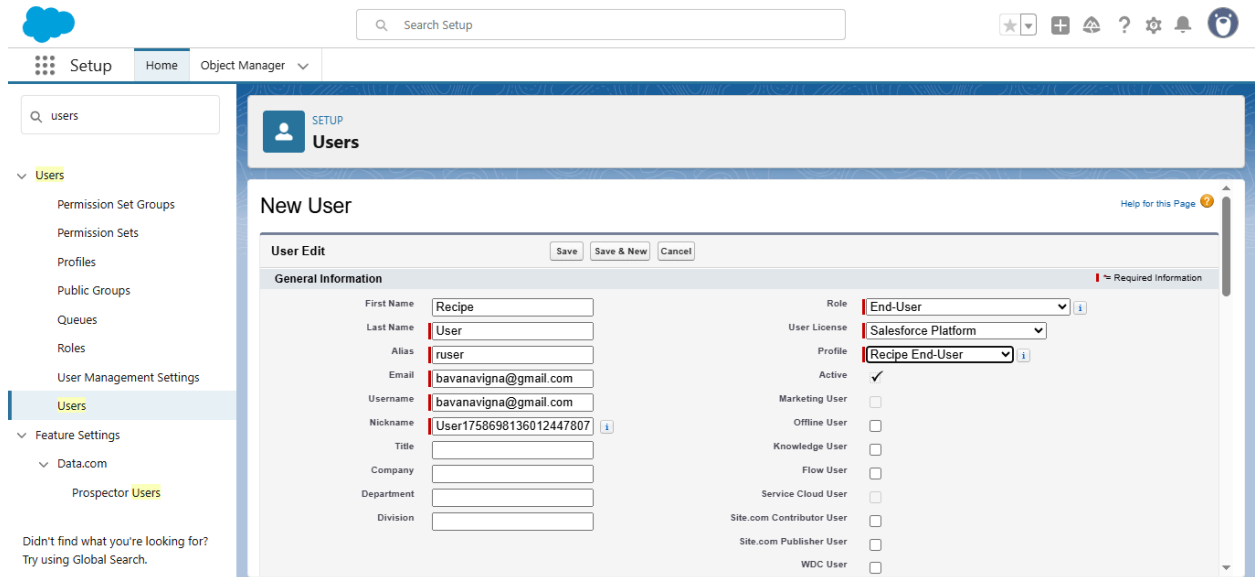 Search Setup
Setup
Home
Object Manager
users
Users
Permission Set Groups
Permission Sets
Profiles
Public Groups
Queues
Roles
User Management Settings
Users
Feature Settings
Data.com
Prospector Users
Didn't find what you're looking for?
Try using Global Search.
SETUP
Users
New User
Help for this Page ?
User Edit
Save
Save & New
Cancel
General Information
= Required Information
First Name Recipe
Last Name User
Alias ruser
Email bavanavigna@gmail.com
Username bavanavigna@gmail.com
Nickname User1758698136012447807 i
Title
Company
Department
Division
Role End-User i
User License Salesforce Platform
Profile Recipe End-User i
Active
Marketing User
Offline User
Knowledge User
Flow User
Service Cloud User
Site.com Contributor User
Site.com Publisher User
WDC User